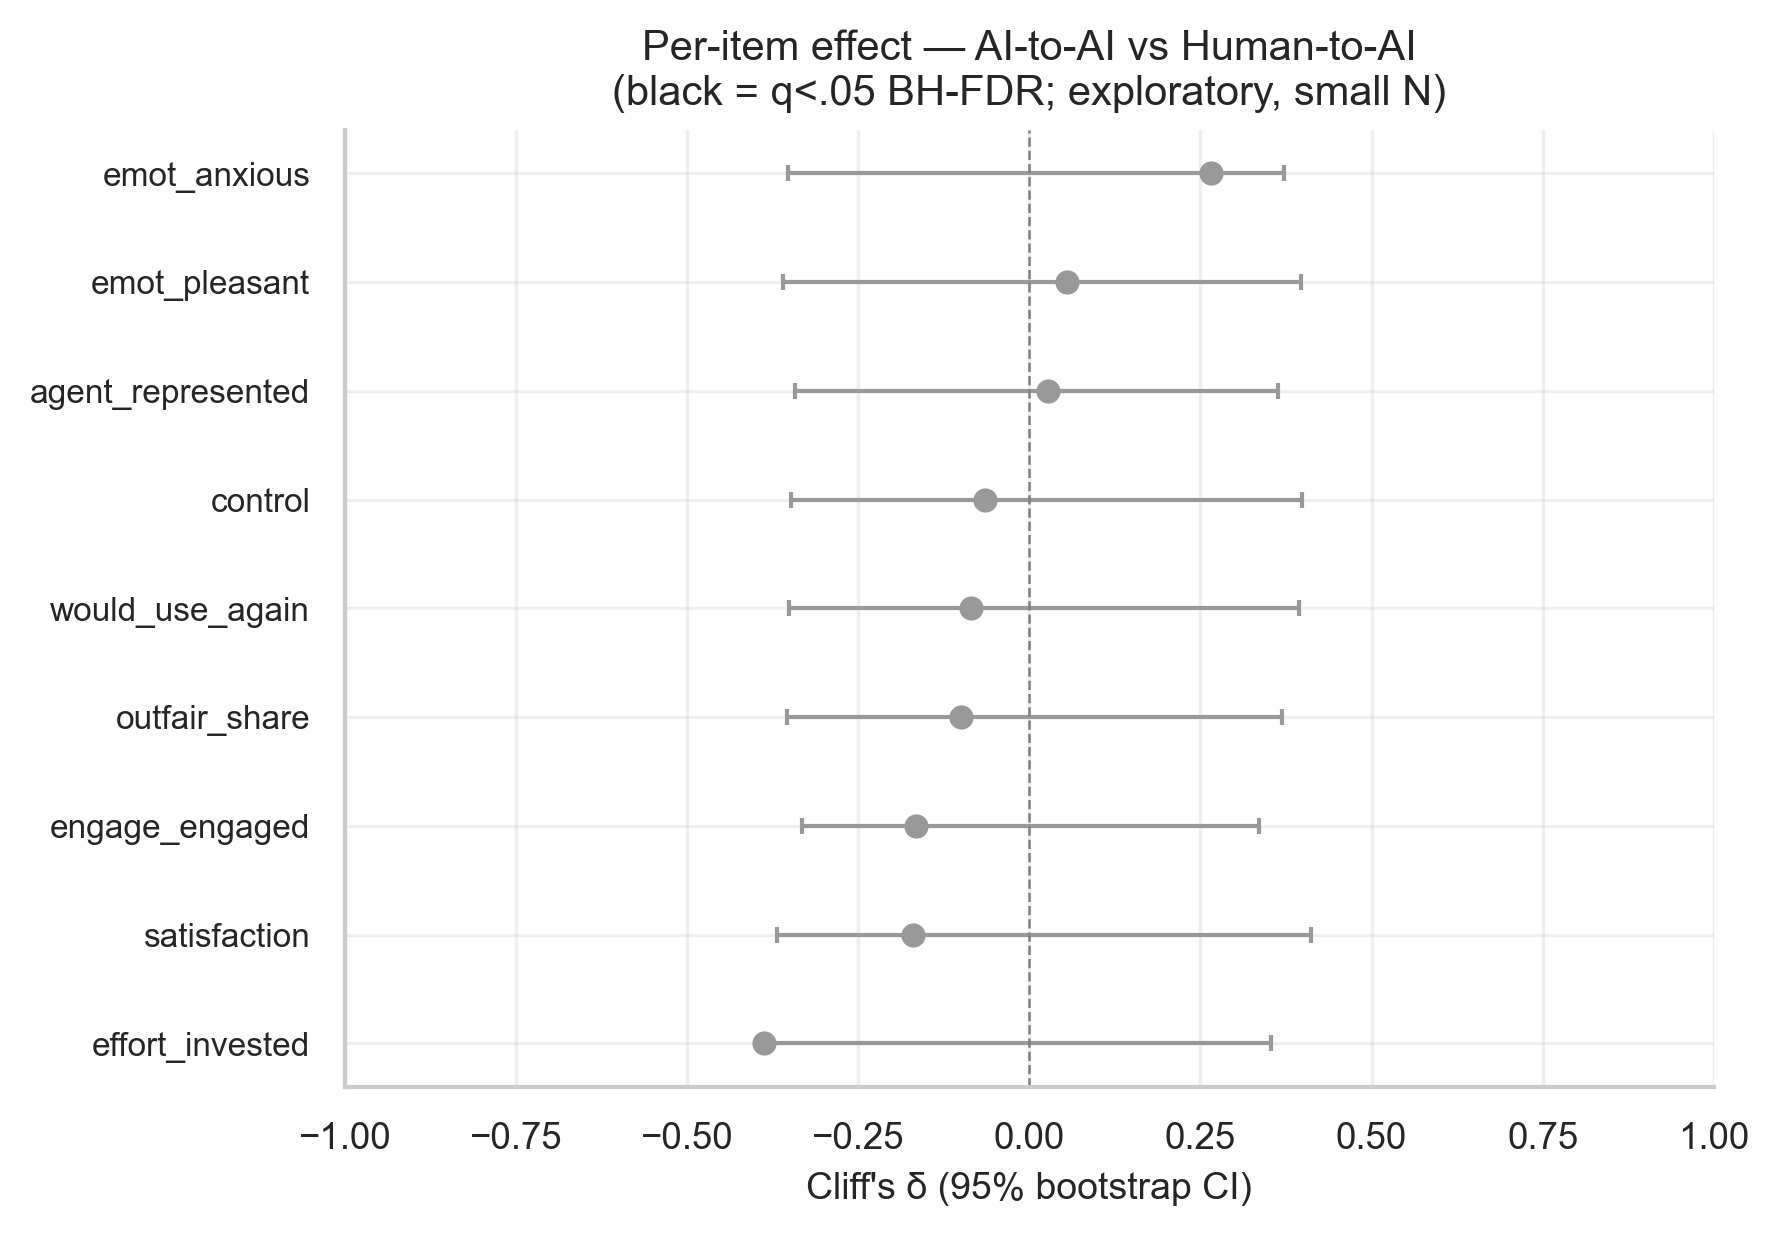 Per-item effect — AI-to-AI vs Human-to-AI
(black = q<.05 BH-FDR; exploratory, small N)
emot_anxious
emot_pleasant
agent_represented
control
would_use_again
outfair_share
engage_engaged
satisfaction
effort_invested
−1.00 −0.75 −0.50 −0.25 0.00 0.25 0.50 0.75 1.00
Cliff's δ (95% bootstrap CI)